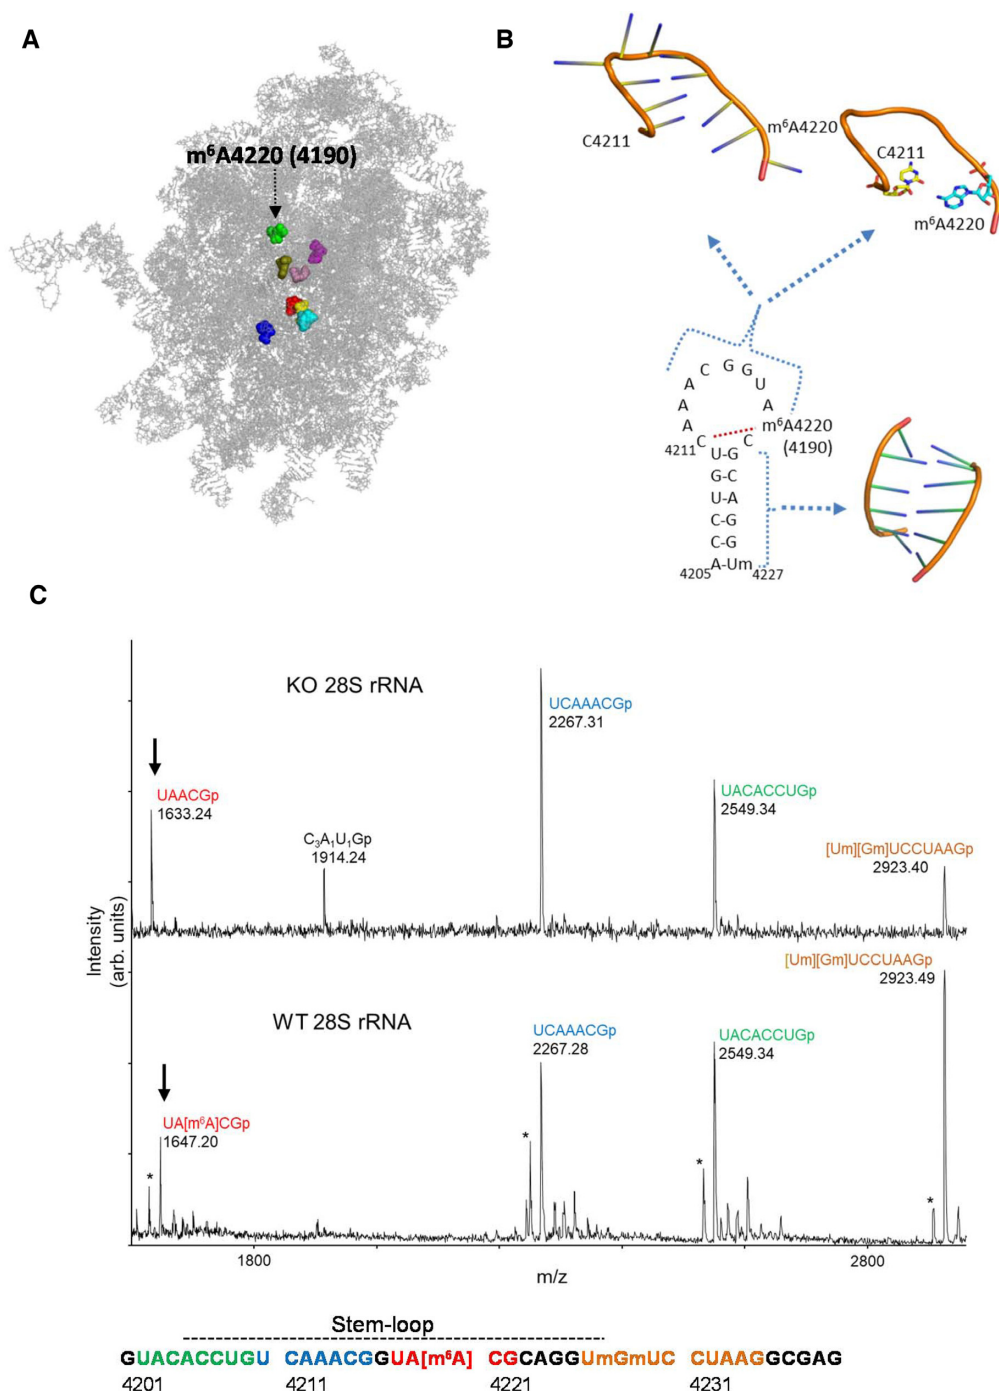 A
m⁶A4220 (4190)
B
C4211
m⁶A4220
C4211
m⁶A4220
C G G
A U
A A
A m⁶A4220
4211 C C (4190)
U-G
G-C
U-A
C-G
C-G
4205 A-Um 4227
C
KO 28S rRNA
UCAAACGp
2267.31
UAACGp
1633.24
UACACCUGp
2549.34
C₃A₁U₁Gp
1914.24
[Um][Gm]UCCUAAGp
2923.40
Intensity
(arb. units)
[Um][Gm]UCCUAAGp
2923.49
WT 28S rRNA
UCAAACGp
2267.28
UACACCUGp
2549.34
UA[m⁶A]CGp
1647.20
*
*
*
*
1800 2800
m/z
Stem-loop
GUACACCUGU CAAACGGUA[m⁶A] CGCAGGUmGmUC CUAAGGCGAG
4201 4211 4221 4231